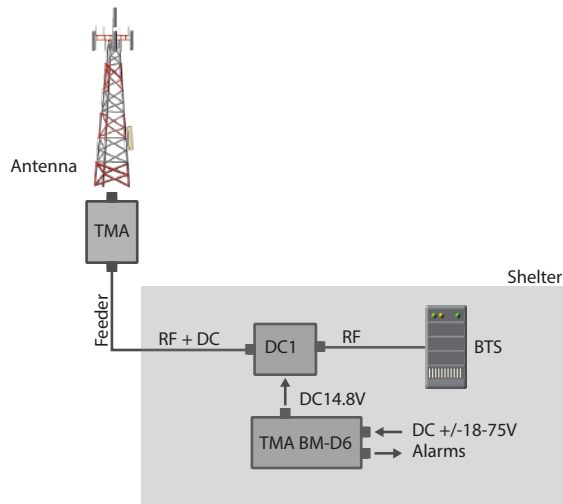 Antenna
TMA
Shelter
Feeder
RF + DC
DC1
RF
BTS
DC14.8V
TMA BM-D6
DC +/-18-75V
Alarms